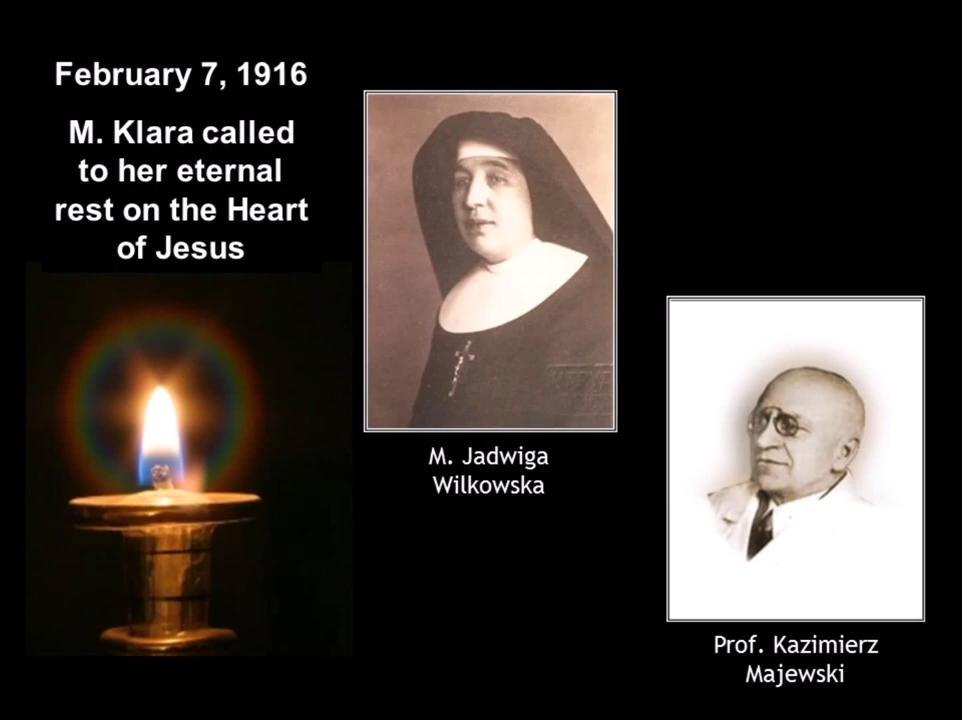 February 7, 1916
M. Klara called
to her eternal
rest on the Heart
of Jesus
M. Jadwiga
Wilkowska
Prof. Kazimierz
Majewski